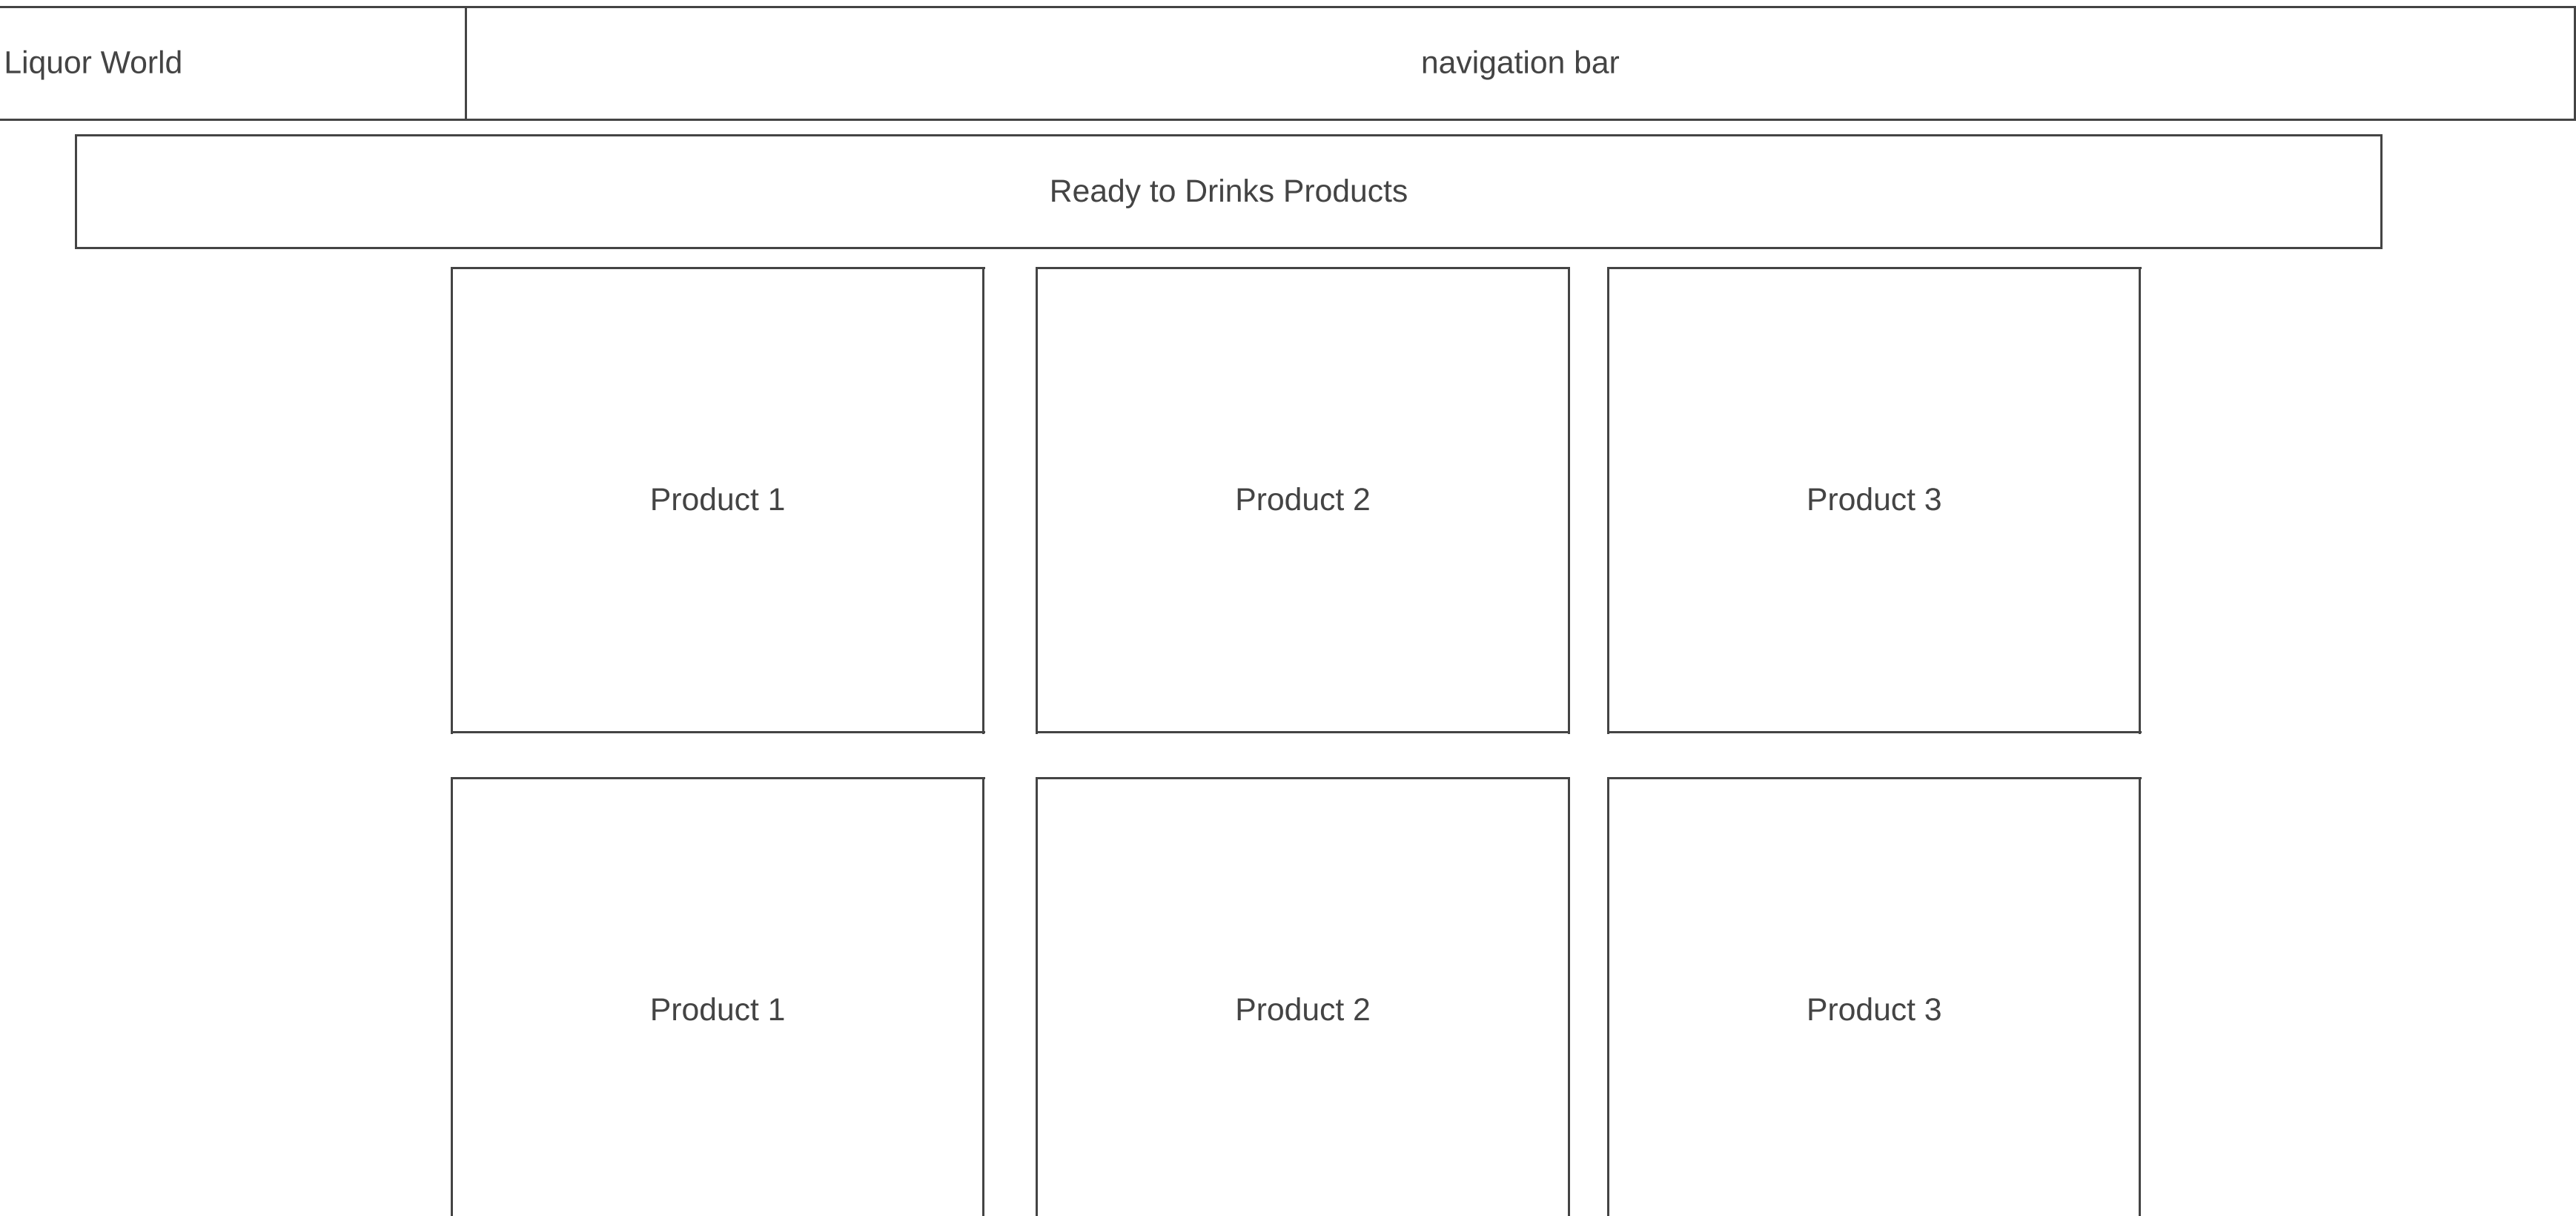 Liquor World
navigation bar
Ready to Drinks Products
Product 1
Product 2
Product 3
Product 1
Product 2
Product 3